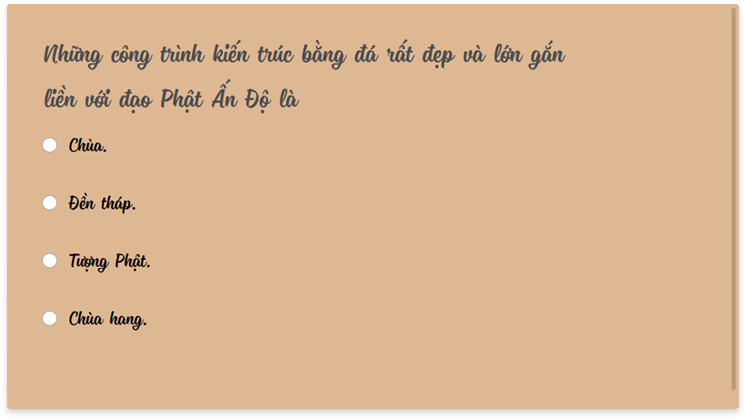 Những công trình kiến trúc bằng đá rất đẹp và lớn gắn
liền với đạo Phật Ấn Độ là
Chùa.
Đền tháp.
Tượng Phật.
Chùa hang.